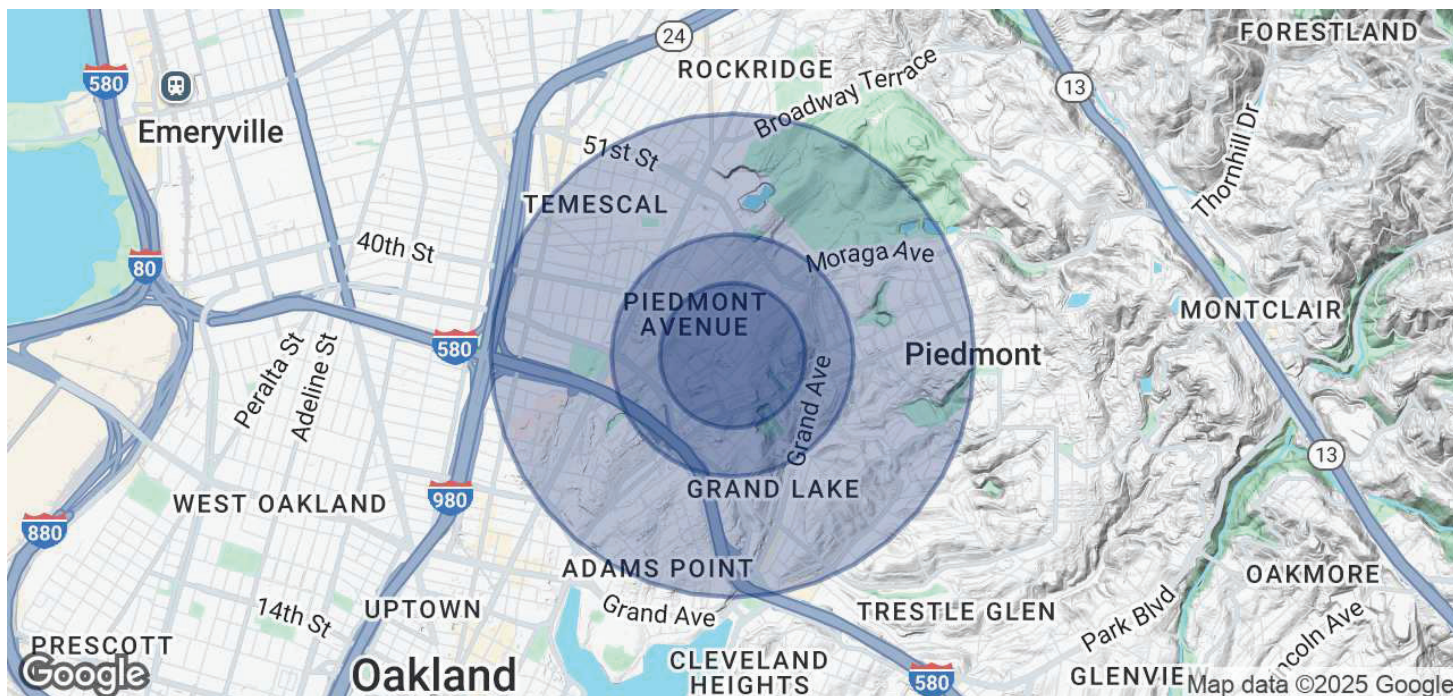 FORESTLAND
24
ROCKRIDGE
580
Broadway Terrace
13
Emeryville
51st St
Thornhill Dr
TEMESCAL
40th St
Moraga Ave
80
PIEDMONT
AVENUE
MONTCLAIR
580
Piedmont
Peralta St
Adeline St
Grand Ave
13
GRAND LAKE
WEST OAKLAND
980
880
ADAMS POINT
OAKMORE
14th St
UPTOWN
Grand Ave
TRESTLE GLEN
Park Blvd
PRESCOTT
Google
Oakland
CLEVELAND
HEIGHTS
580
GLENVIEW
incoln Ave
Map data ©2025 Google